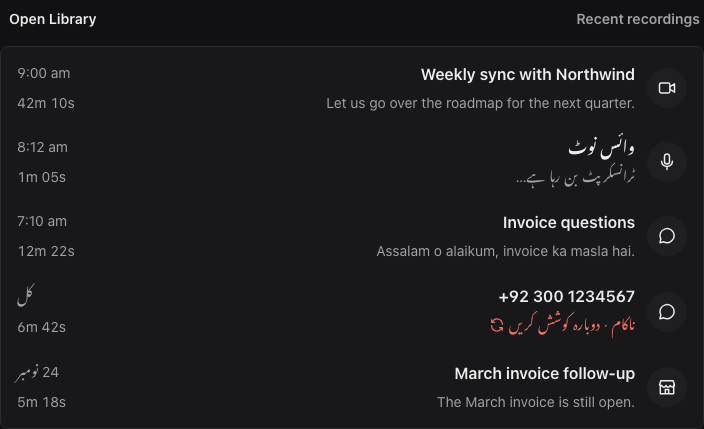 Recent recordings
Open Library
Weekly sync with Northwind
9:00 am
Let us go over the roadmap for the next quarter.
42m 10s
وائس نوٹ
8:12 am
ٹرانسکرپٹ بن رہا ہے…
1m 05s
Invoice questions
7:10 am
Assalam o alaikum, invoice ka masla hai.
12m 22s
+92 300 1234567
کل
ناکام · دوبارہ کوشش کریں
6m 42s
March invoice follow-up
24 نومبر
The March invoice is still open.
5m 18s